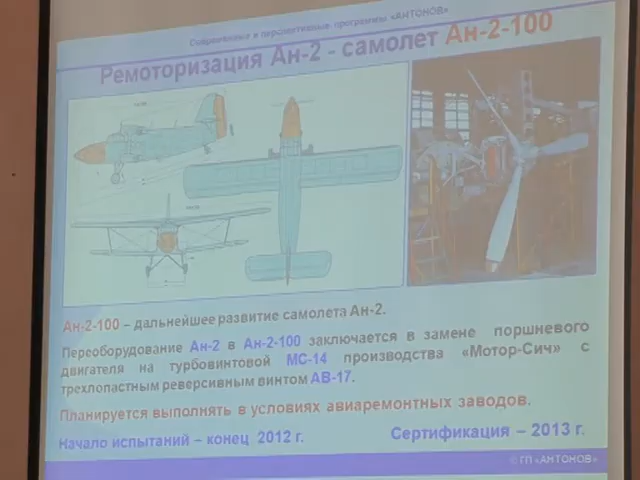 Современные и перспективные программы «АНТОНОВ»
Ремоторизация Ан-2 - самолет Ан-2-100
Ан-2-100 – дальнейшее развитие самолета Ан-2.
Переоборудование Ан-2 в Ан-2-100 заключается в замене поршневого
двигателя на турбовинтовой МС-14 производства «Мотор-Сич» с
трехлопастным реверсивным винтом АВ-17.
Планируется выполнять в условиях авиаремонтных заводов.
Начало испытаний – конец 2012 г. Сертификация – 2013 г.
© ГП «АНТОНОВ»